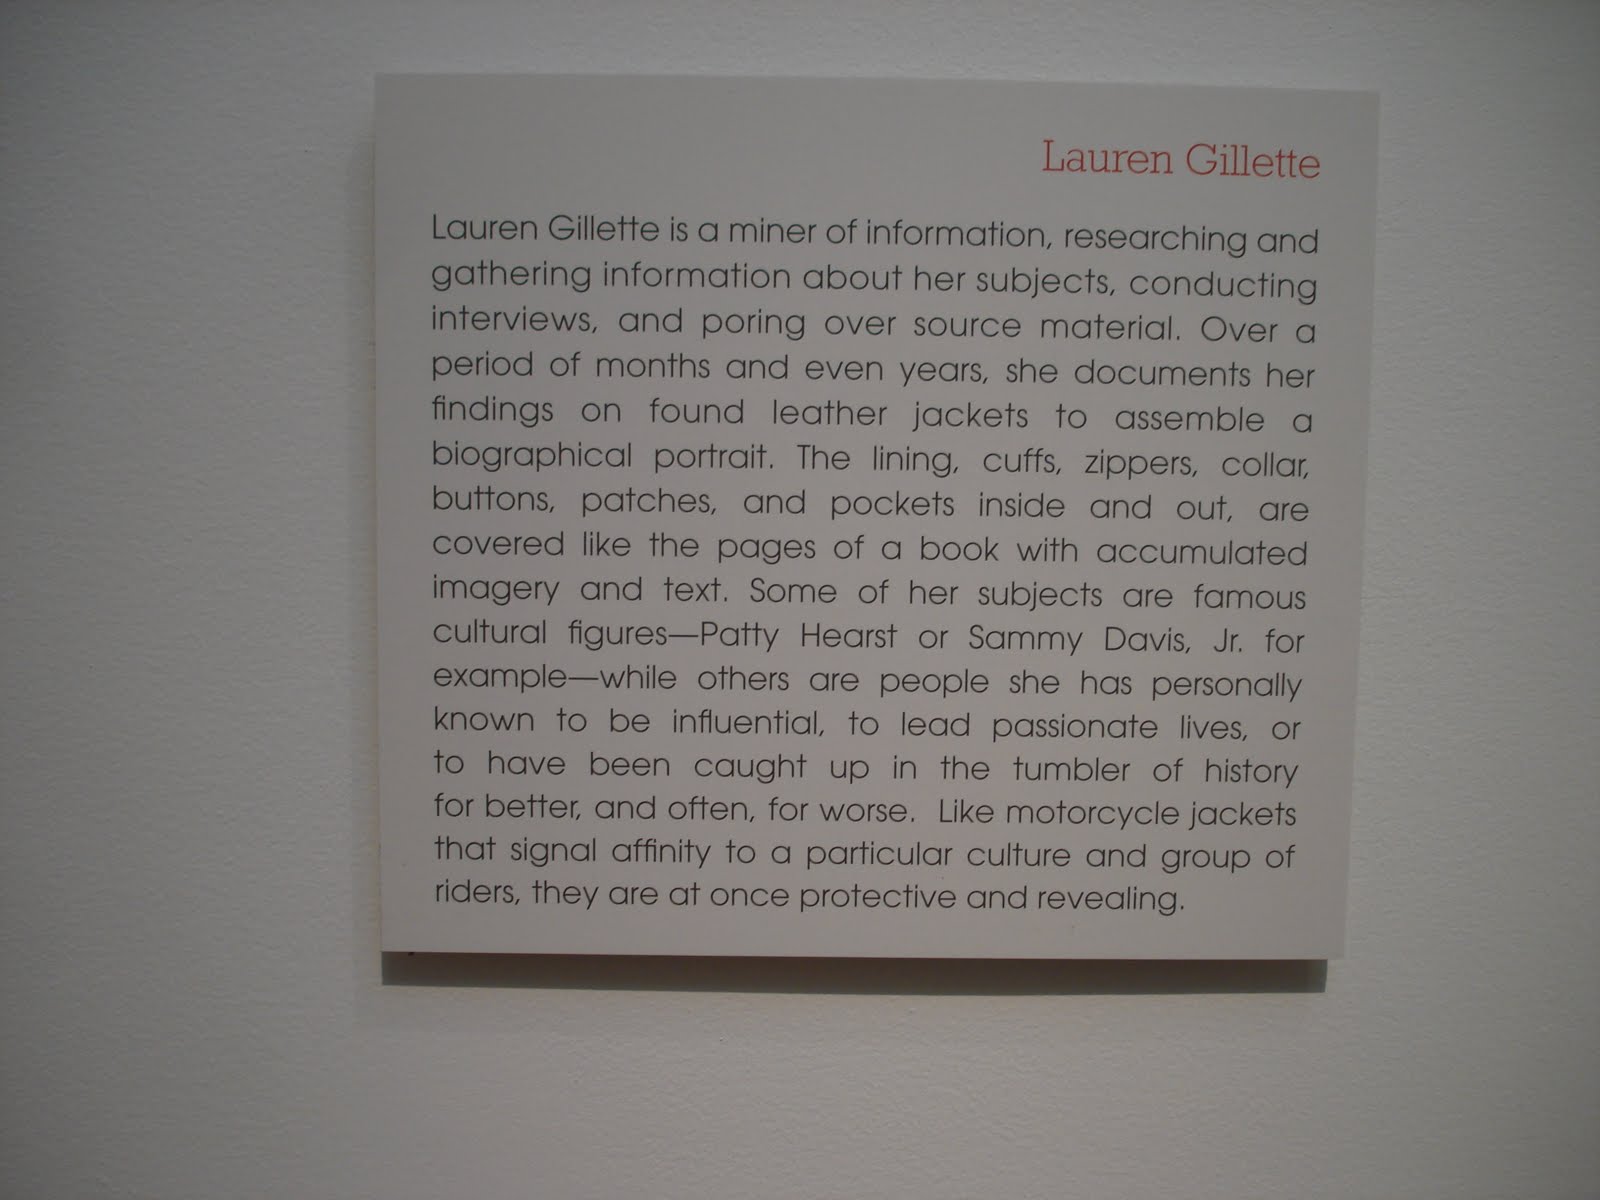 Lauren Gillette
Lauren Gillette is a miner of information, researching and
gathering information about her subjects, conducting
interviews, and poring over source material. Over a
period of months and even years, she documents her
findings on found leather jackets to assemble a
biographical portrait. The lining, cuffs, zippers, collar,
buttons, patches, and pockets inside and out, are
covered like the pages of a book with accumulated
imagery and text. Some of her subjects are famous
cultural figures—Patty Hearst or Sammy Davis, Jr. for
example—while others are people she has personally
known to be influential, to lead passionate lives, or
to have been caught up in the tumbler of history
for better, and often, for worse.  Like motorcycle jackets
that signal affinity to a particular culture and group of
riders, they are at once protective and revealing.